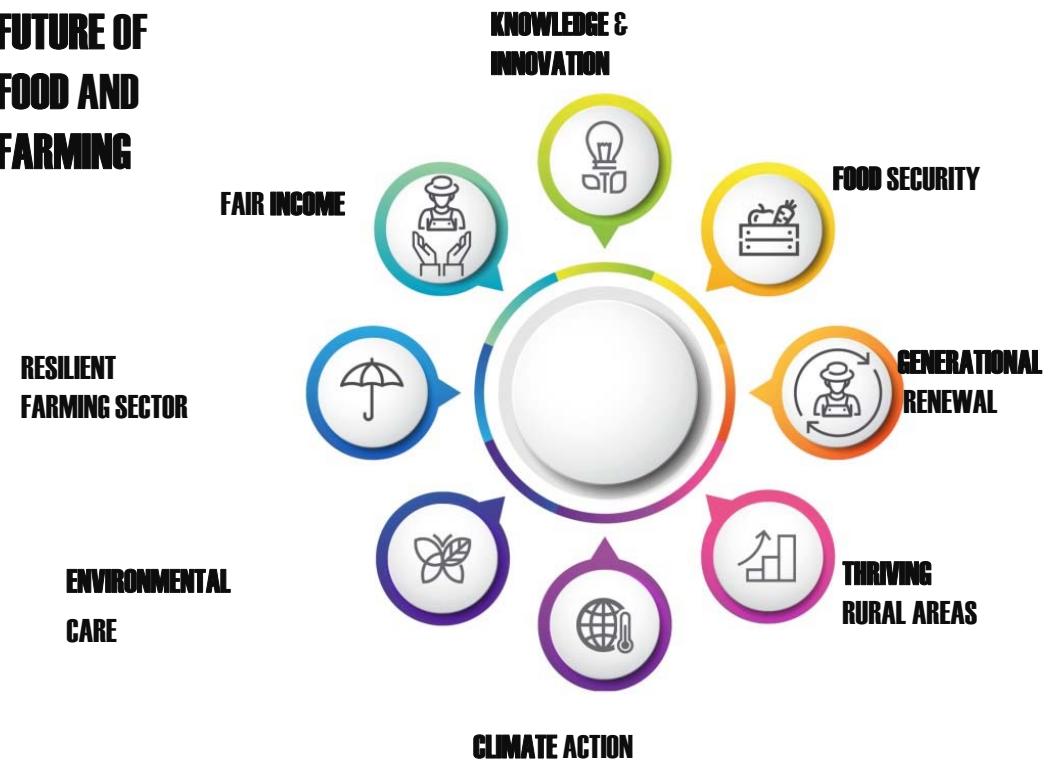 FUTURE OF
FOOD AND
FARMING
KNOWLEDGE &
INNOVATION
FOOD SECURITY
FAIR INCOME
GENERATIONAL
RENEWAL
RESILIENT
FARMING SECTOR
THRIVING
RURAL AREAS
ENVIRONMENTAL
CARE
CLIMATE ACTION